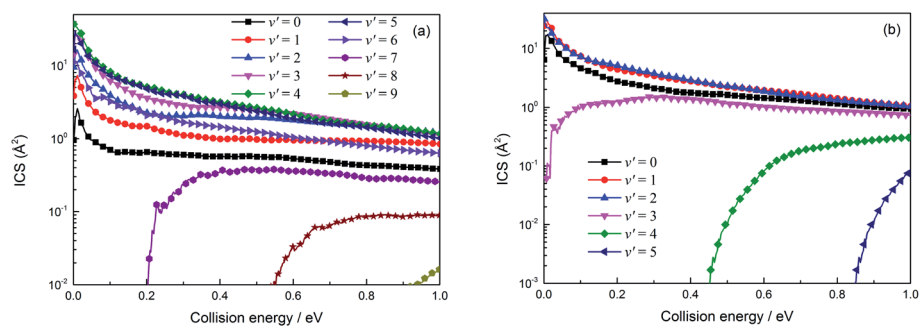 v' = 0 v' = 5 (a)
v' = 1 v' = 6
v' = 2 v' = 7
v' = 3 v' = 8
v' = 4 v' = 9
10¹
10⁰
10⁻¹
10⁻²
ICS (Å²)
0.0 0.2 0.4 0.6 0.8 1.0
Collision energy / eV
(b)
10¹
10⁰
10⁻¹
10⁻²
10⁻³
ICS (Å²)
v' = 0
v' = 1
v' = 2
v' = 3
v' = 4
v' = 5
0.0 0.2 0.4 0.6 0.8 1.0
Collision energy / eV